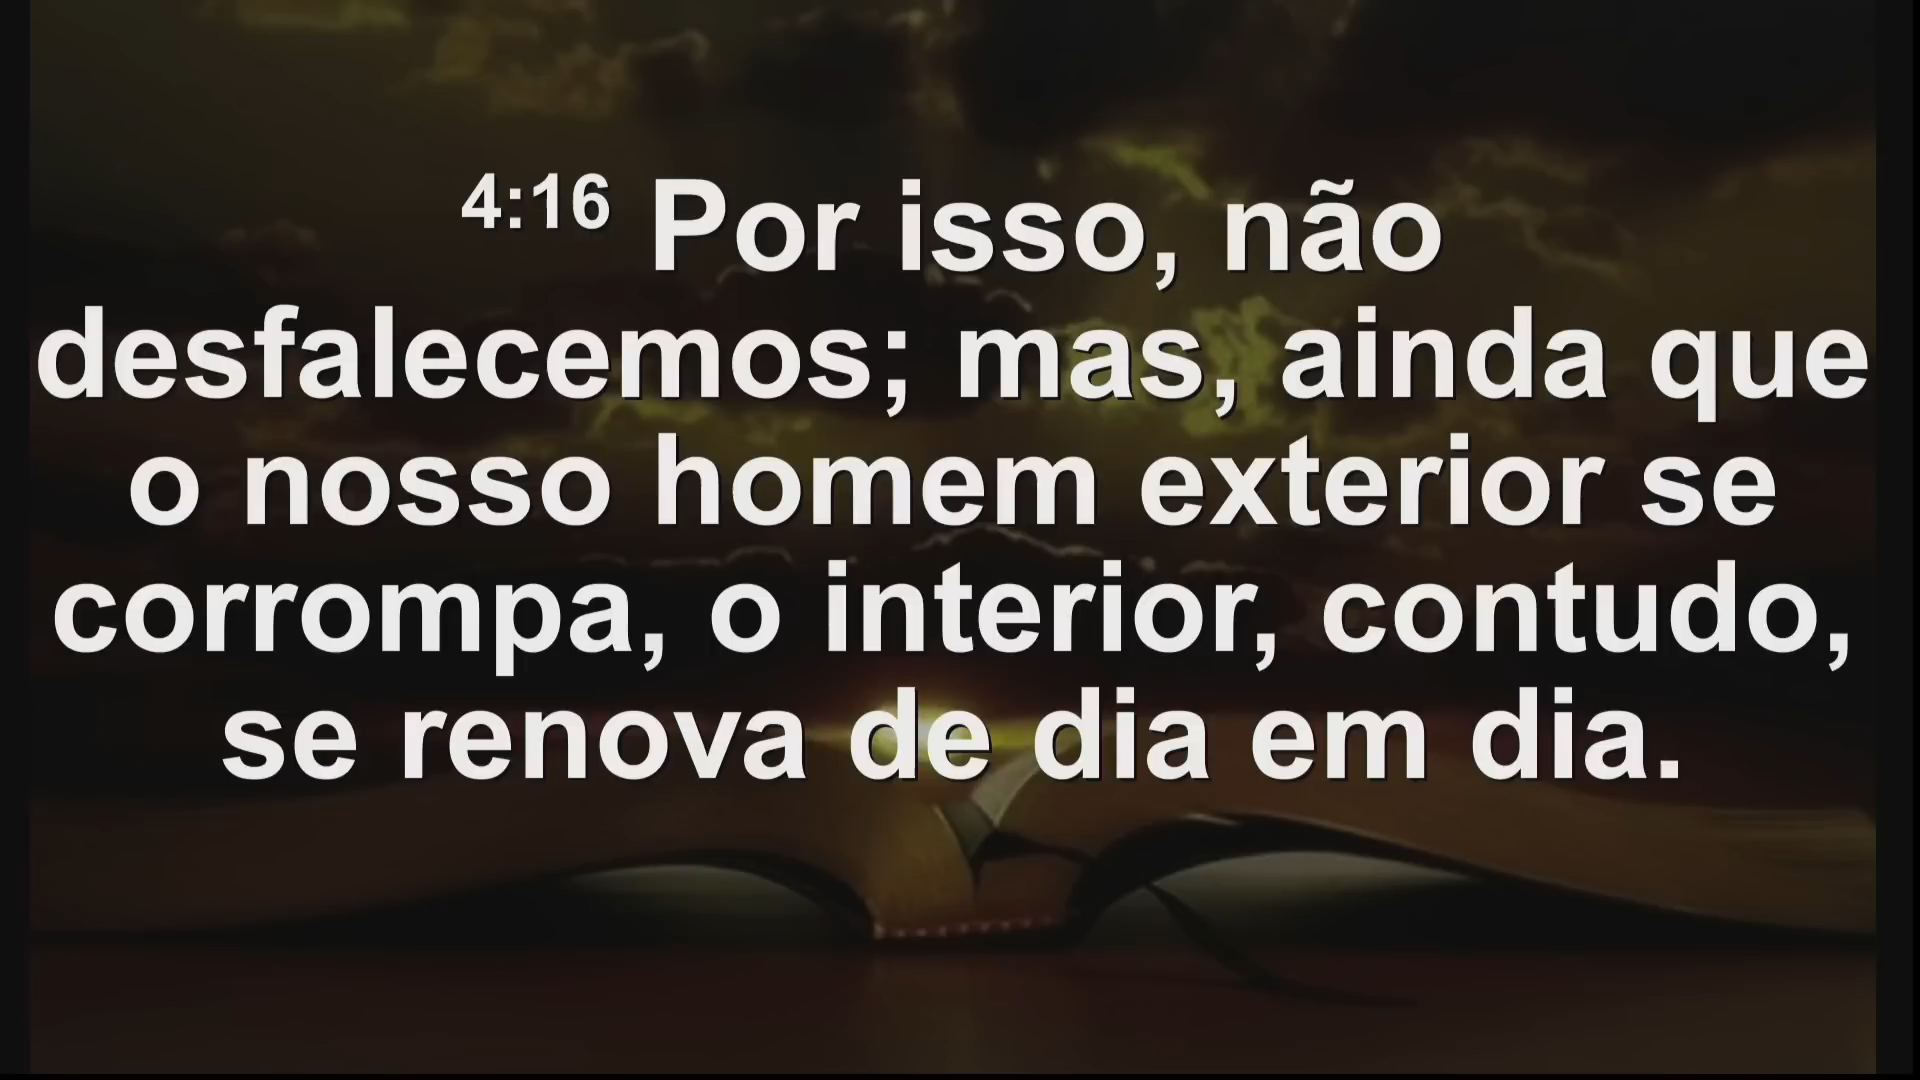 4:16 Por isso, não
desfalecemos; mas, ainda que
o nosso homem exterior se
corrompa, o interior, contudo,
se renova de dia em dia.